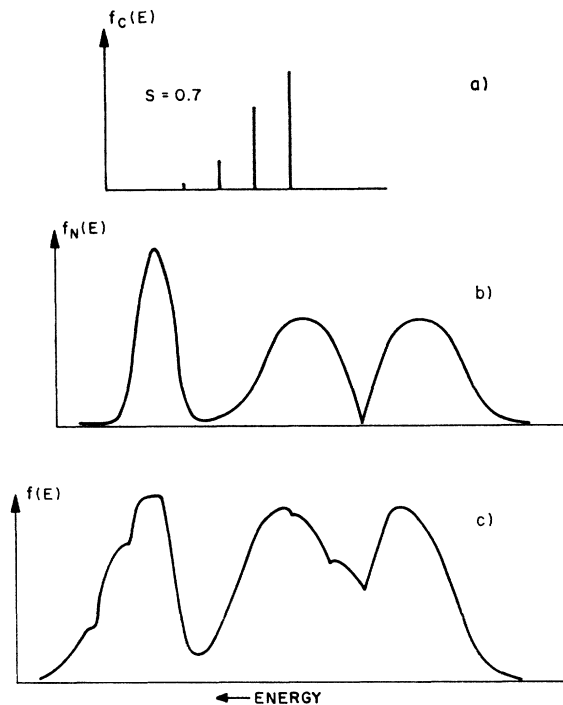 f_C(E)
S = 0.7
a)
f_N(E)
b)
f(E)
c)
← ENERGY